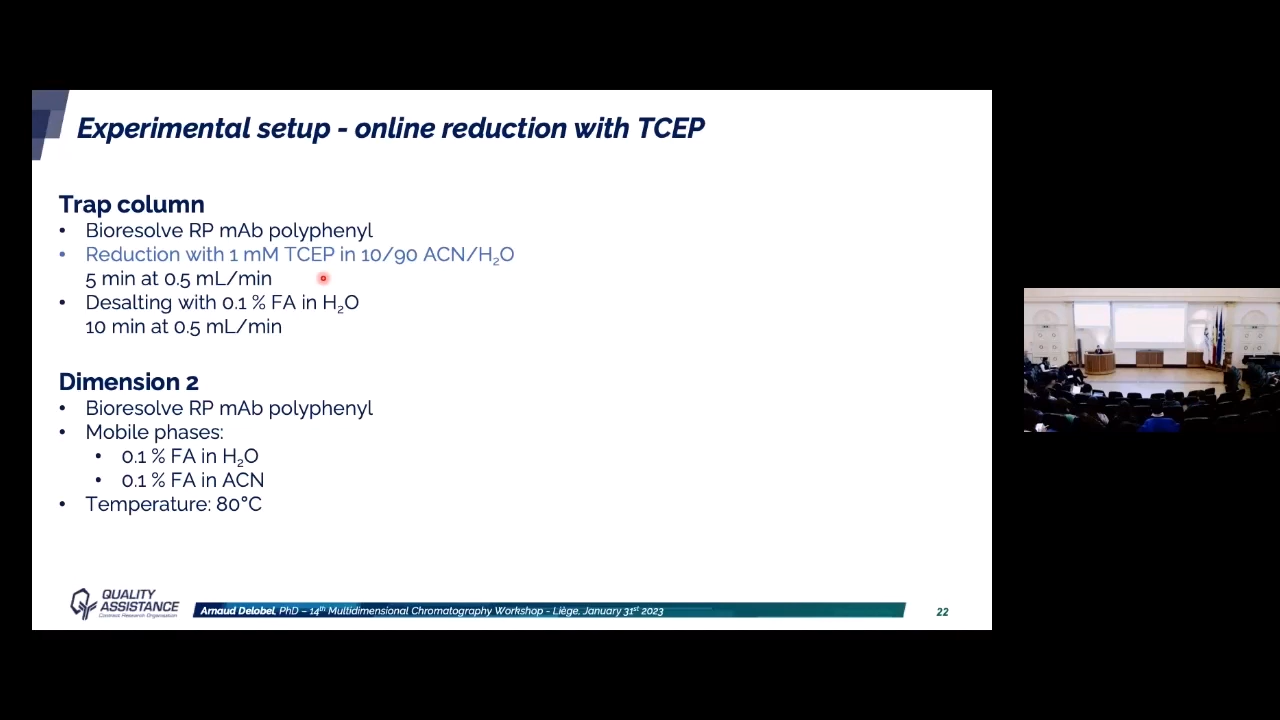 Experimental setup - online reduction with TCEP
Trap column
• Bioresolve RP mAb polyphenyl
• Reduction with 1 mM TCEP in 10/90 ACN/H₂O
5 min at 0.5 mL/min
• Desalting with 0.1 % FA in H₂O
10 min at 0.5 mL/min
Dimension 2
• Bioresolve RP mAb polyphenyl
• Mobile phases:
• 0.1 % FA in H₂O
• 0.1 % FA in ACN
• Temperature: 80°C
QUALITY
ASSISTANCE
Contract Research Organisation
Arnaud Delobel, PhD – 14th Multidimensional Chromatography Workshop - Liège, January 31st 2023
22